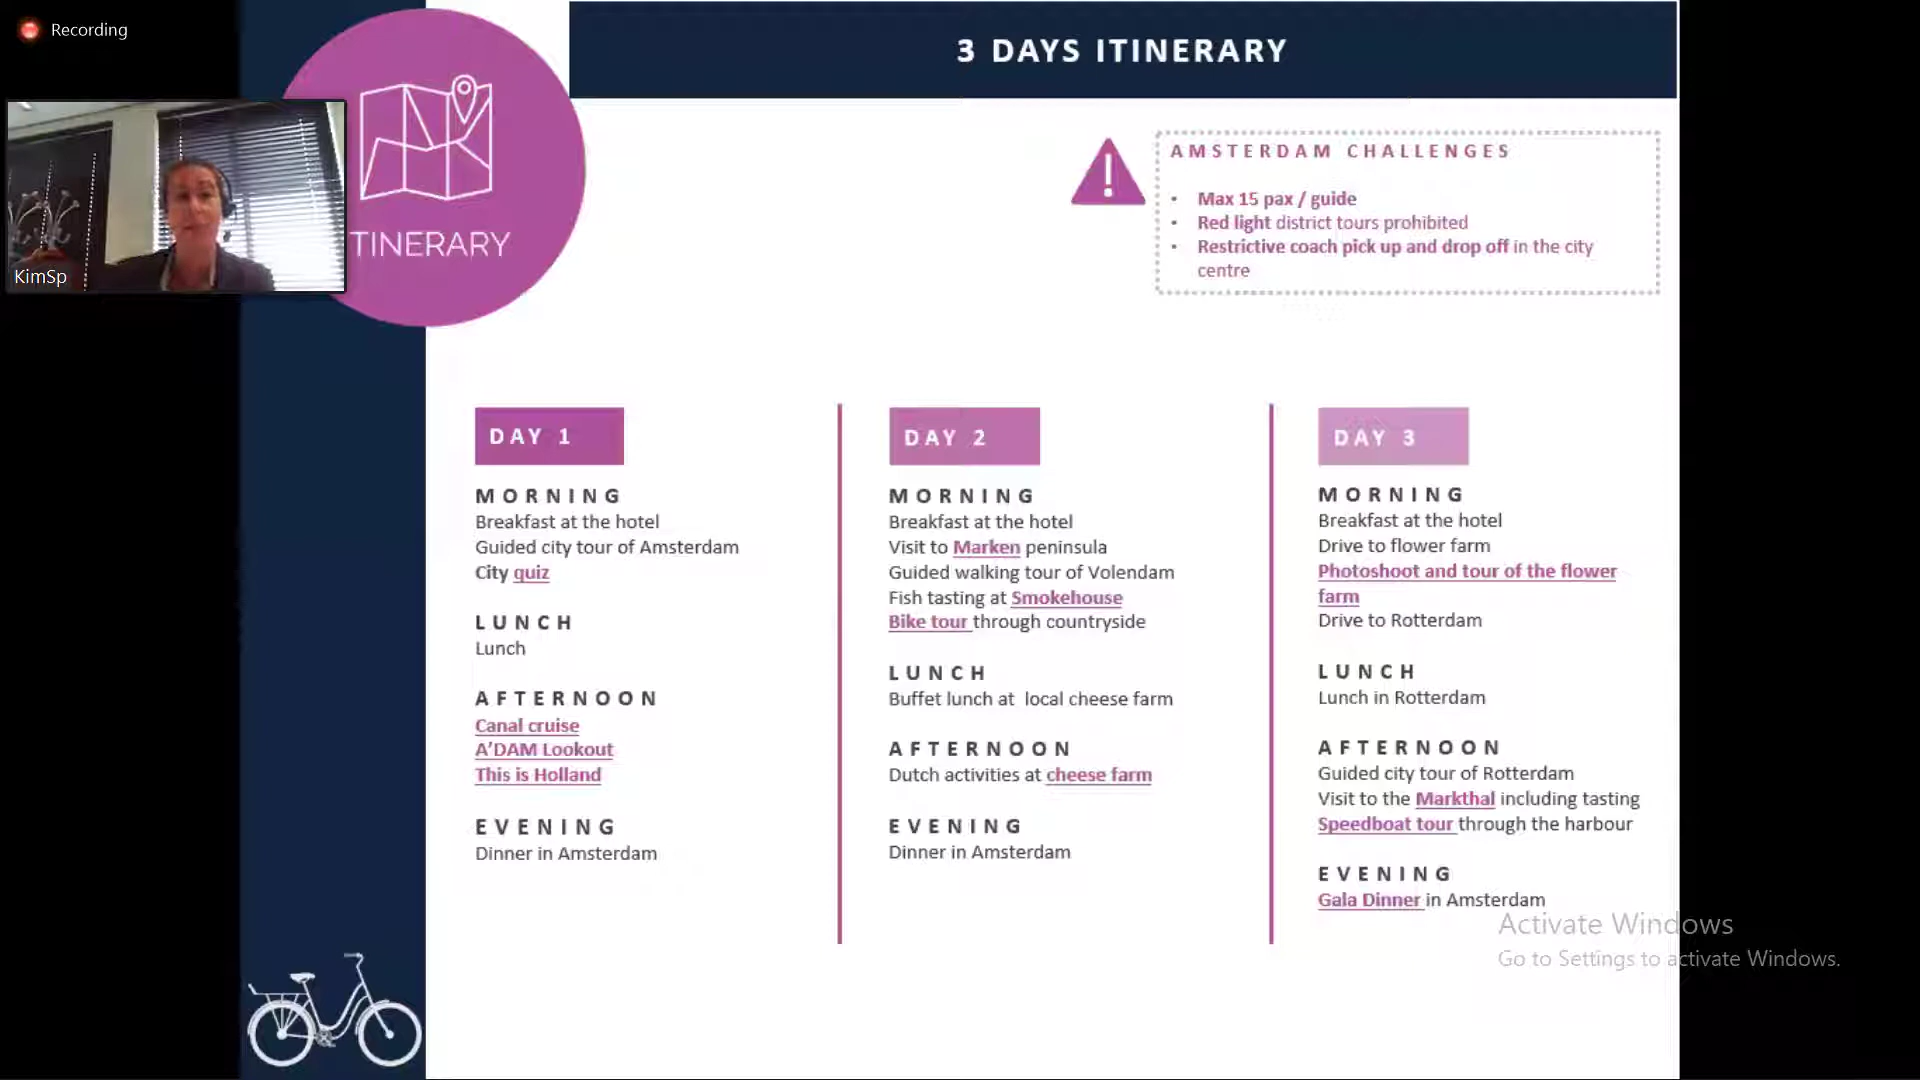 Recording
KimSp
TINERARY
3 DAYS ITINERARY
AMSTERDAM CHALLENGES
• Max 15 pax / guide
• Red light district tours prohibited
• Restrictive coach pick up and drop off in the city
centre
DAY 1
MORNING
Breakfast at the hotel
Guided city tour of Amsterdam
City quiz
LUNCH
Lunch
AFTERNOON
Canal cruise
A'DAM Lookout
This is Holland
EVENING
Dinner in Amsterdam
DAY 2
MORNING
Breakfast at the hotel
Visit to Marken peninsula
Guided walking tour of Volendam
Fish tasting at Smokehouse
Bike tour through countryside
LUNCH
Buffet lunch at local cheese farm
AFTERNOON
Dutch activities at cheese farm
EVENING
Dinner in Amsterdam
DAY 3
MORNING
Breakfast at the hotel
Drive to flower farm
Photoshoot and tour of the flower
farm
Drive to Rotterdam
LUNCH
Lunch in Rotterdam
AFTERNOON
Guided city tour of Rotterdam
Visit to the Markthal including tasting
Speedboat tour through the harbour
EVENING
Gala Dinner in Amsterdam
Activate Windows
Go to Settings to activate Windows.